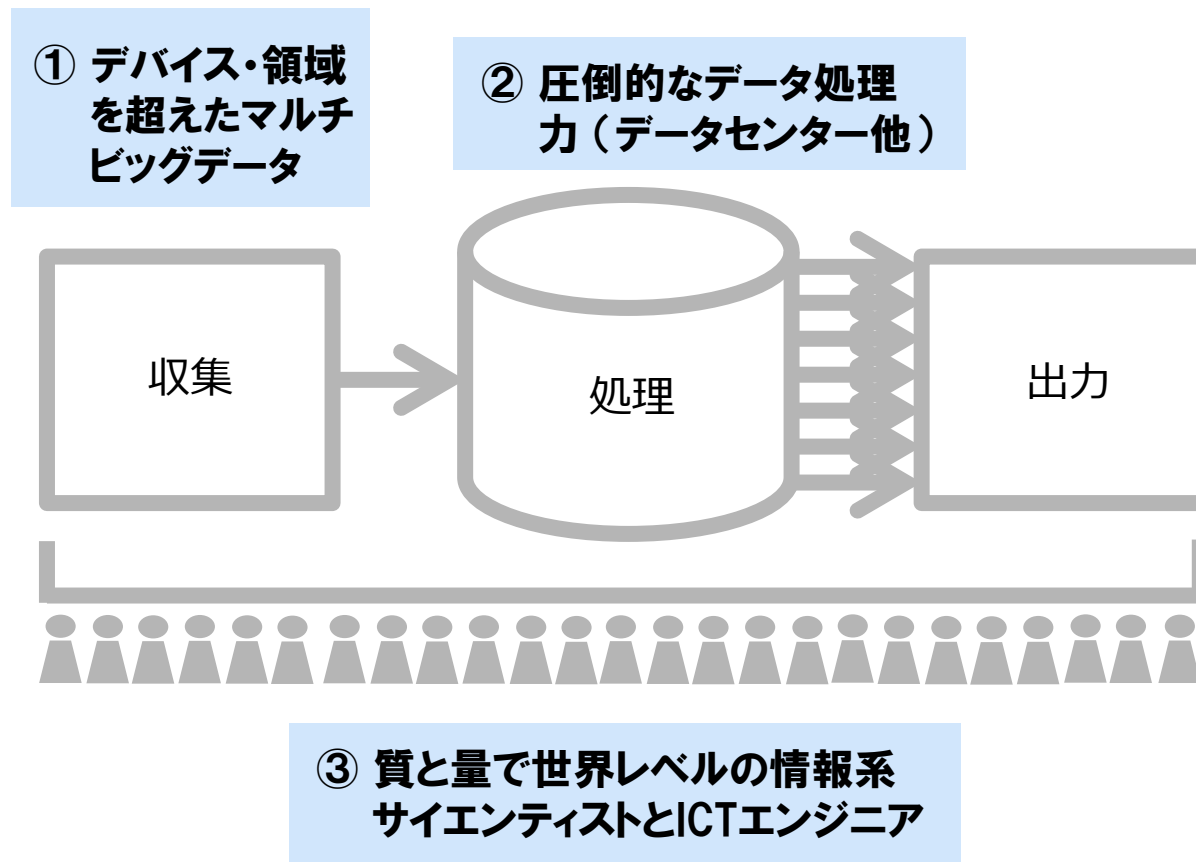 ① デバイス・領域
を超えたマルチ
ビッグデータ
② 圧倒的なデータ処理
力（データセンター他）
収集
処理
出力
③ 質と量で世界レベルの情報系
サイエンティストとICTエンジニア